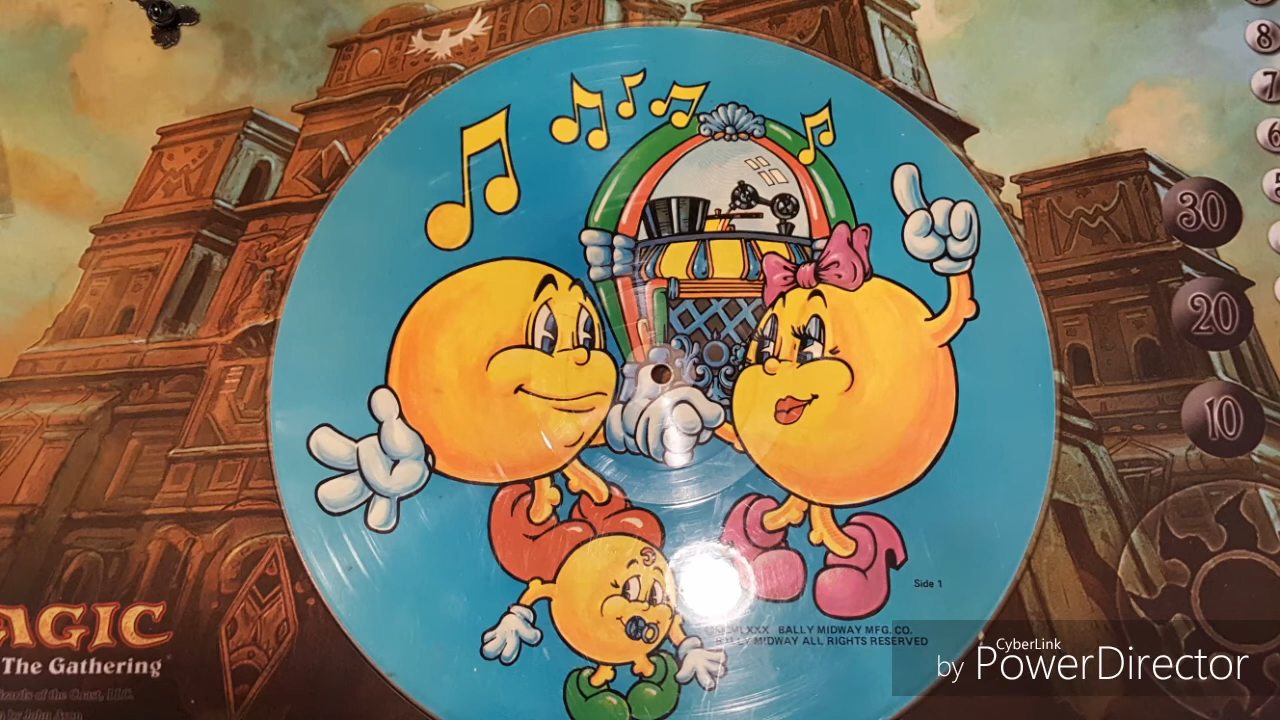 8
7
6
30
20
10
Side 1
BALLY MIDWAY MFG. CO.
BALLY MIDWAY ALL RIGHTS RESERVED
AGIC
The Gathering
CyberLink
by PowerDirector